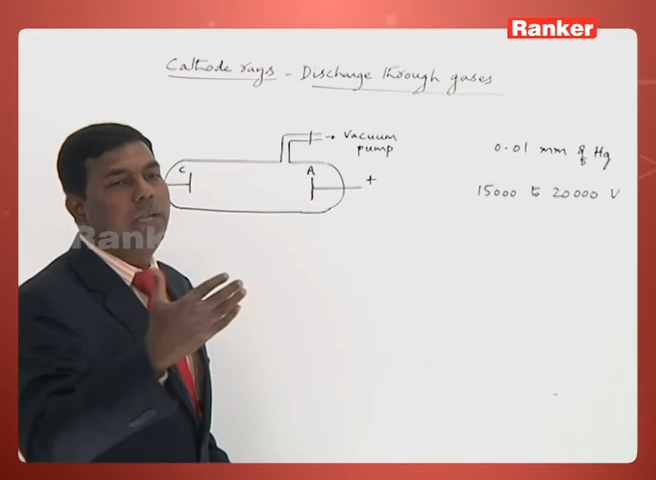 Ranker
Cathode rays - Discharge through gases
Vacuum
pump
0.01 mm of Hg
C
A
+
15000 to 20000 V
Ranker